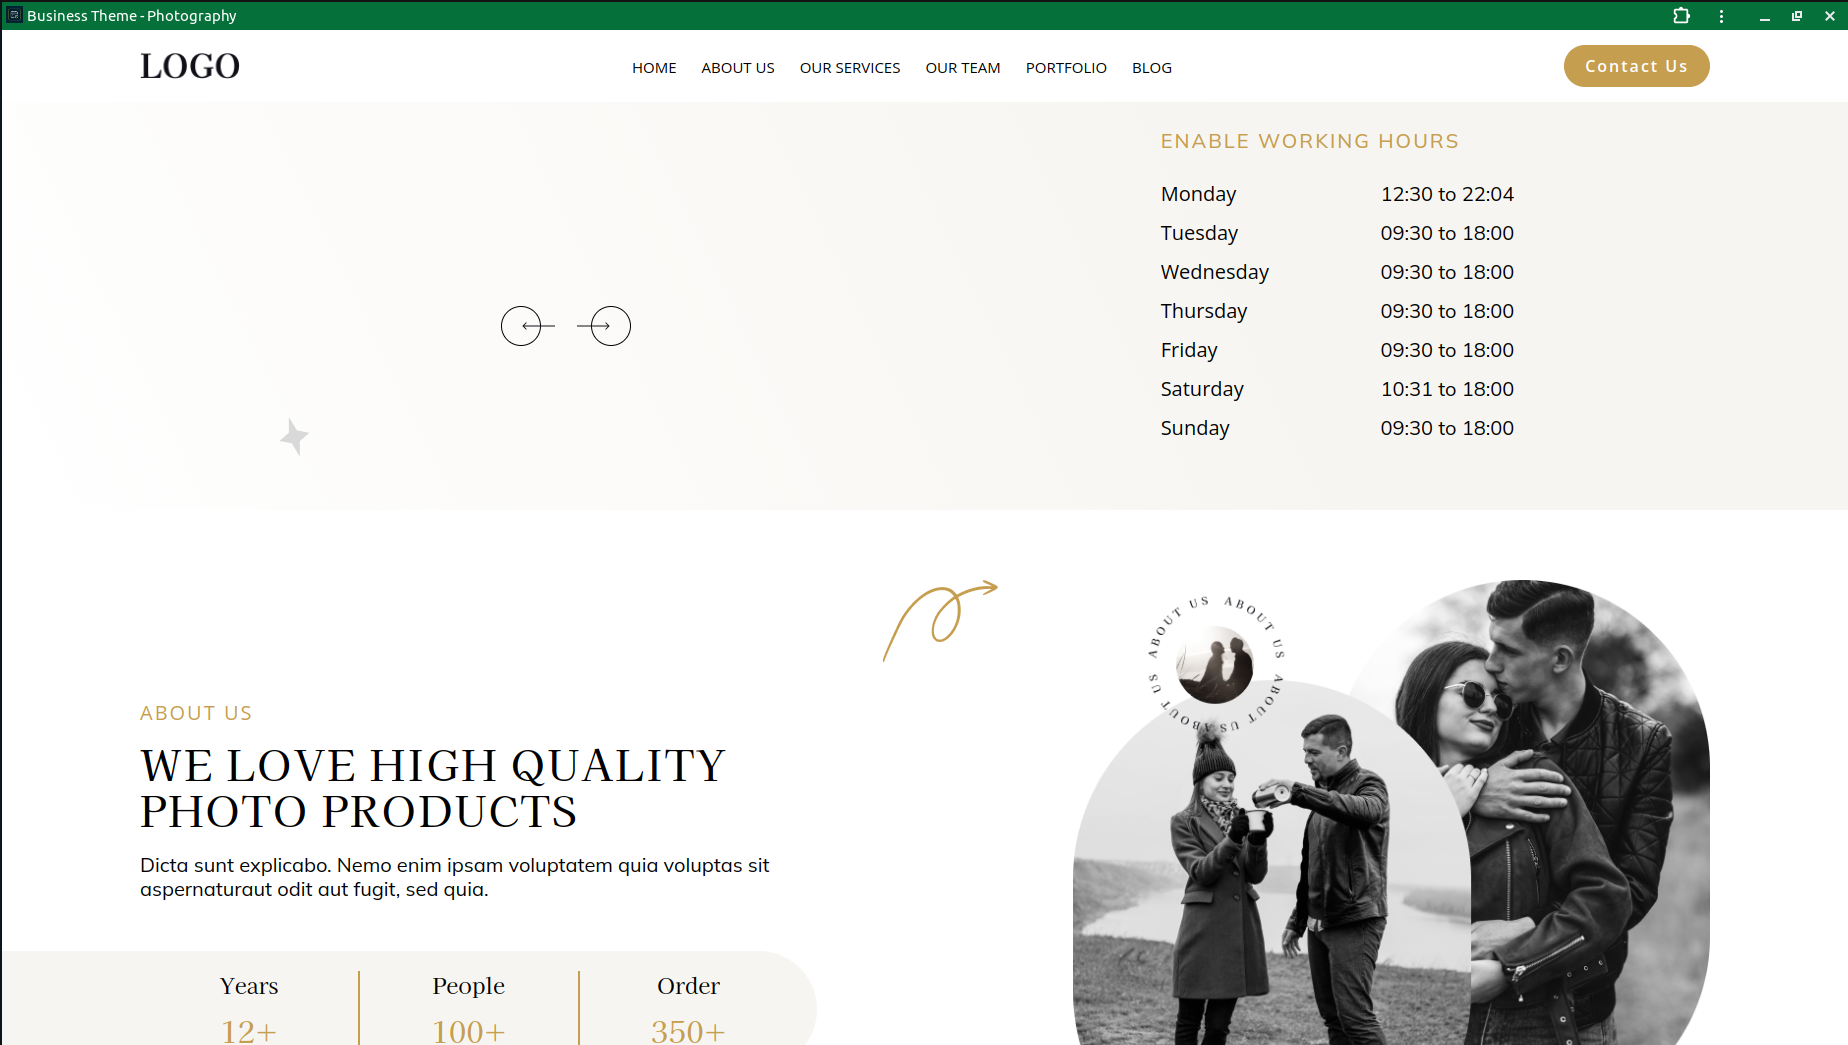 Business Theme - Photography
LOGO
HOME ABOUT US OUR SERVICES OUR TEAM PORTFOLIO BLOG
Contact Us
ENABLE WORKING HOURS
Monday 12:30 to 22:04
Tuesday 09:30 to 18:00
Wednesday 09:30 to 18:00
Thursday 09:30 to 18:00
Friday 09:30 to 18:00
Saturday 10:31 to 18:00
Sunday 09:30 to 18:00
ABOUT US ABOUT US ABOUT US ABOUT US ABOUT US
ABOUT US
WE LOVE HIGH QUALITY
PHOTO PRODUCTS
Dicta sunt explicabo. Nemo enim ipsam voluptatem quia voluptas sit
aspernaturaut odit aut fugit, sed quia.
Years People Order
12+ 100+ 350+